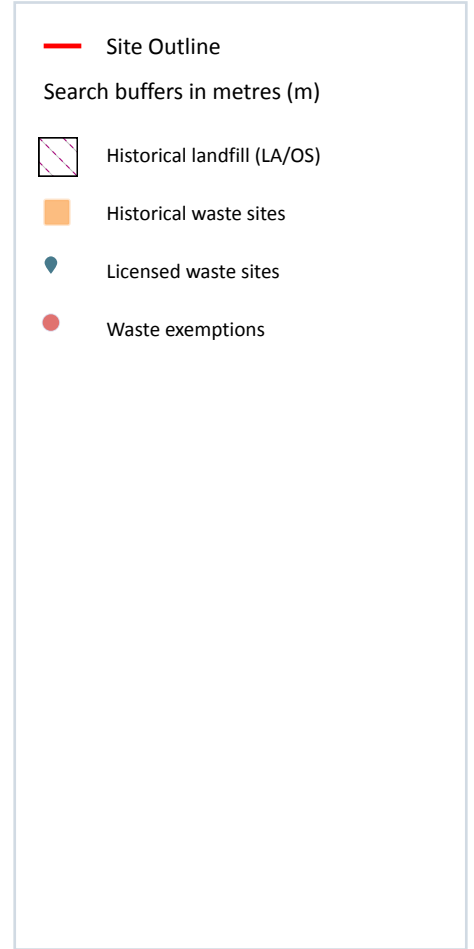 Site Outline
Search buffers in metres (m)
Historical landfill (LA/OS)
Historical waste sites
Licensed waste sites
Waste exemptions